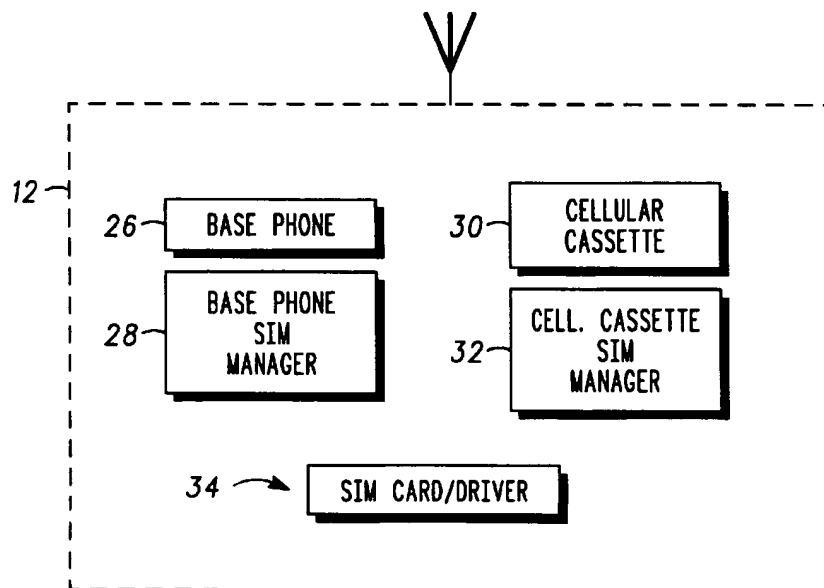 12
26
BASE PHONE
28
BASE PHONE
SIM
MANAGER
30
CELLULAR
CASSETTE
32
CELL. CASSETTE
SIM
MANAGER
34
SIM CARD/DRIVER